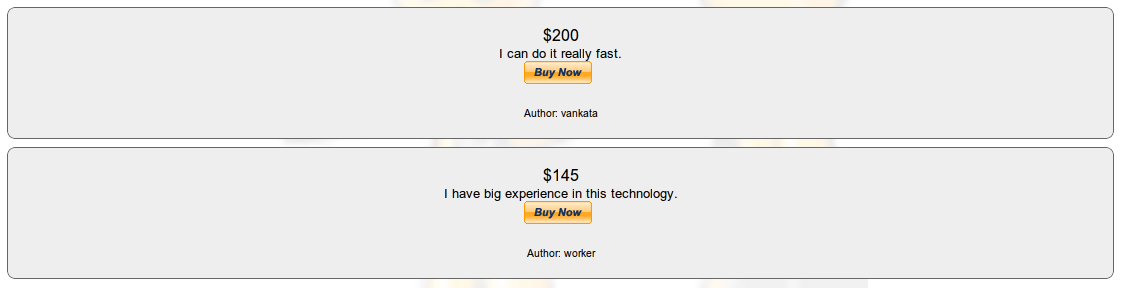 $200
I can do it really fast.
Buy Now
Author: vankata
$145
I have big experience in this technology.
Buy Now
Author: worker